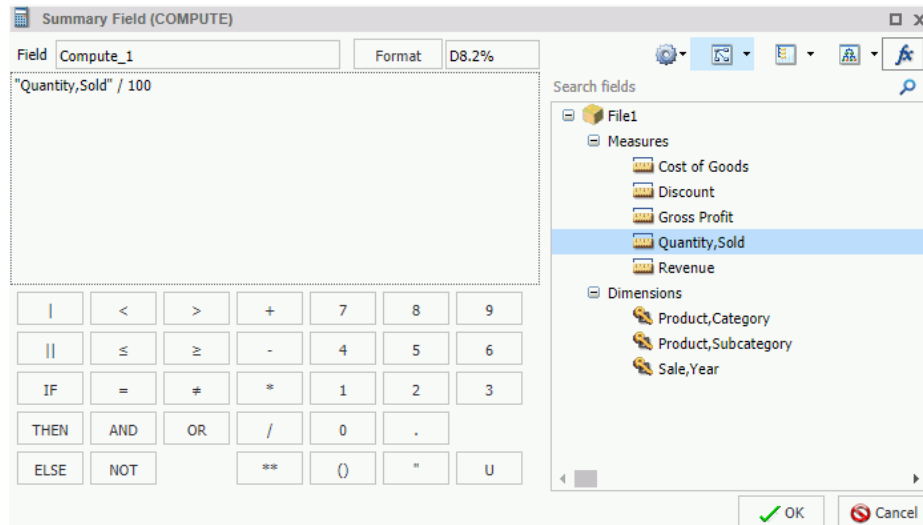 Summary Field (COMPUTE)
Field Compute_1 Format D8.2%
"Quantity,Sold" / 100
Search fields
File1
Measures
Cost of Goods
Discount
Gross Profit
Quantity,Sold
Revenue
Dimensions
Product,Category
Product,Subcategory
Sale,Year
| < > + 7 8 9
|| ≤ ≥ - 4 5 6
IF = ≠ * 1 2 3
THEN AND OR / 0 .
ELSE NOT ** () " U
OK Cancel